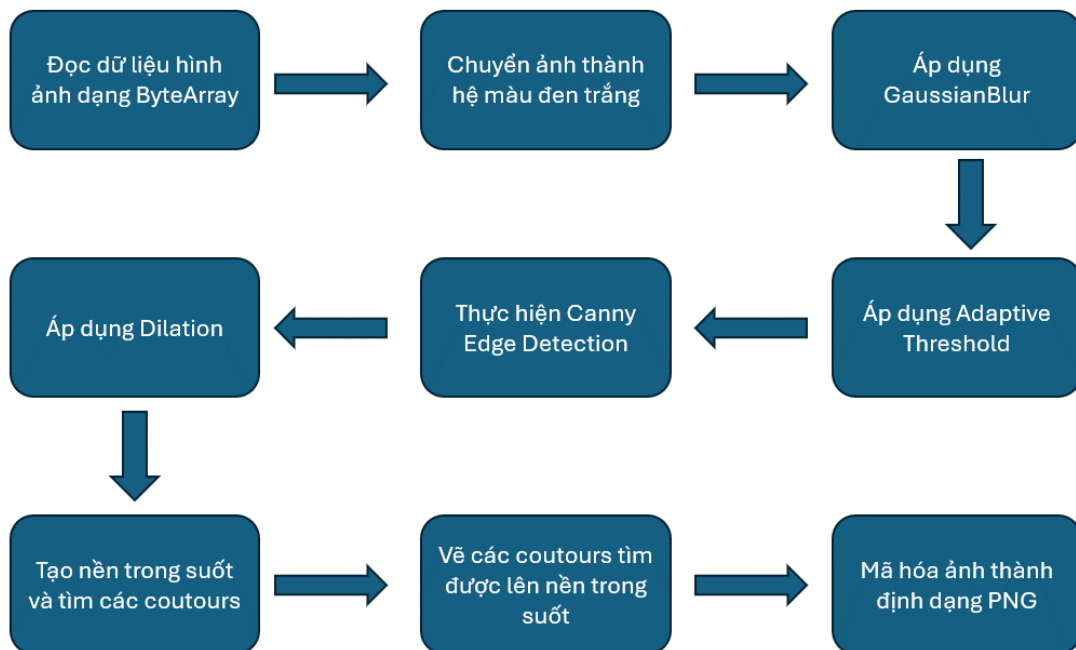 Đọc dữ liệu hình
ảnh dạng ByteArray
Chuyển ảnh thành
hệ màu đen trắng
Áp dụng
GaussianBlur
Áp dụng Adaptive
Threshold
Thực hiện Canny
Edge Detection
Áp dụng Dilation
Tạo nền trong suốt
và tìm các coutours
Vẽ các coutours tìm
được lên nền trong
suốt
Mã hóa ảnh thành
định dạng PNG